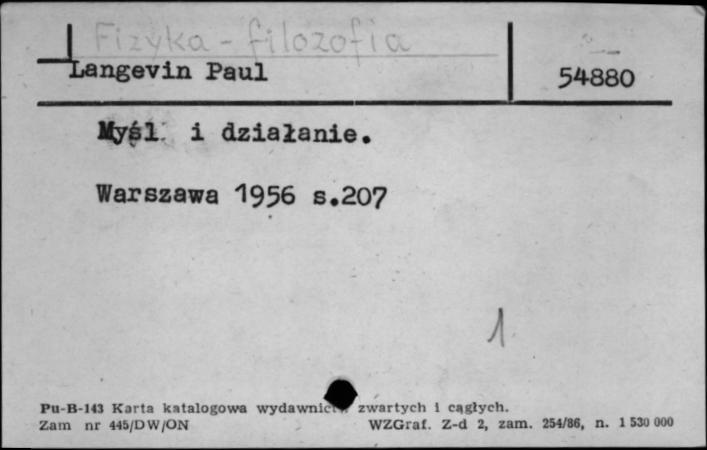 Fizyka - filozofia
Langevin Paul
54880
Myśl i działanie.
Warszawa 1956 s.207
1
Pu-B-143 Karta katalogowa wydawnictw zwartych i cągłych.
Zam nr 445/DW/ON
WZGraf. Z-d 2, zam. 254/86, n. 1 530 000